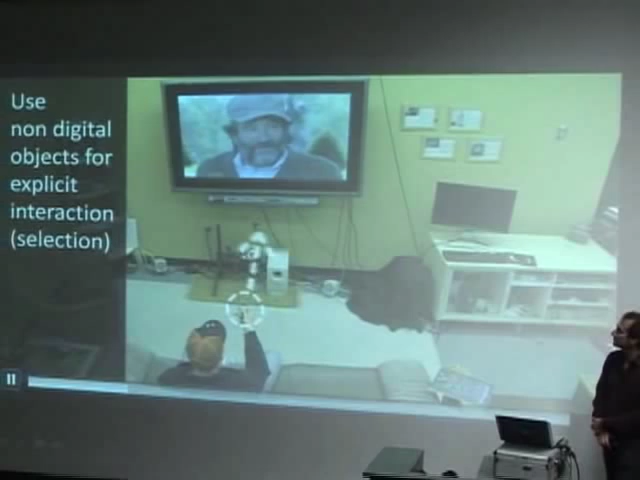 Use
non digital
objects for
explicit
interaction
(selection)